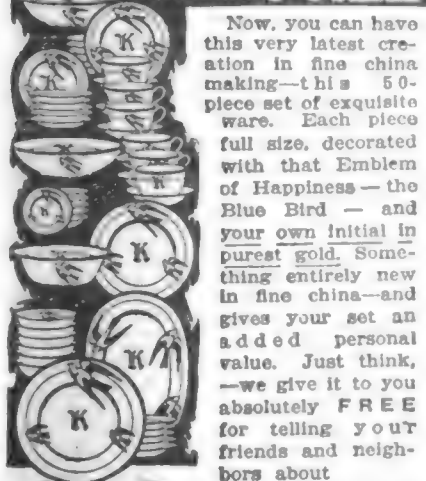 Now, you can have
this very latest cre-
ation in fine china
making—this 50-
piece set of exquisite
ware. Each piece
full size, decorated
with that Emblem
of Happiness — the
Blue Bird — and
your own initial in
purest gold. Some-
thing entirely new
in fine china—and
gives your set an
added personal
value. Just think,
—we give it to you
absolutely FREE
for telling your
friends and neigh-
bors about
K
K
K
K
K
K
K